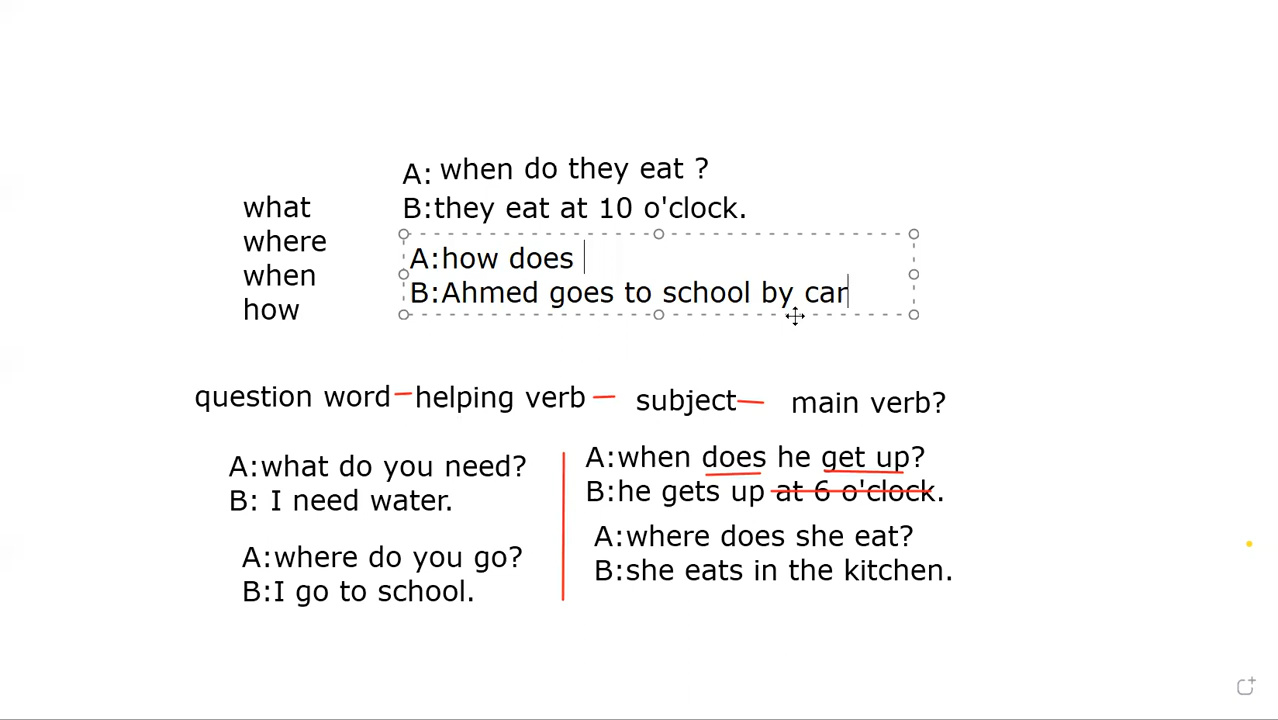 A: when do they eat ?
B:they eat at 10 o'clock.
what
where
when
how
A:how does
B:Ahmed goes to school by car
question word helping verb subject main verb?
A:what do you need?
B: I need water.
A:where do you go?
B:I go to school.
A:when does he get up?
B:he gets up at 6 o'clock.
A:where does she eat?
B:she eats in the kitchen.